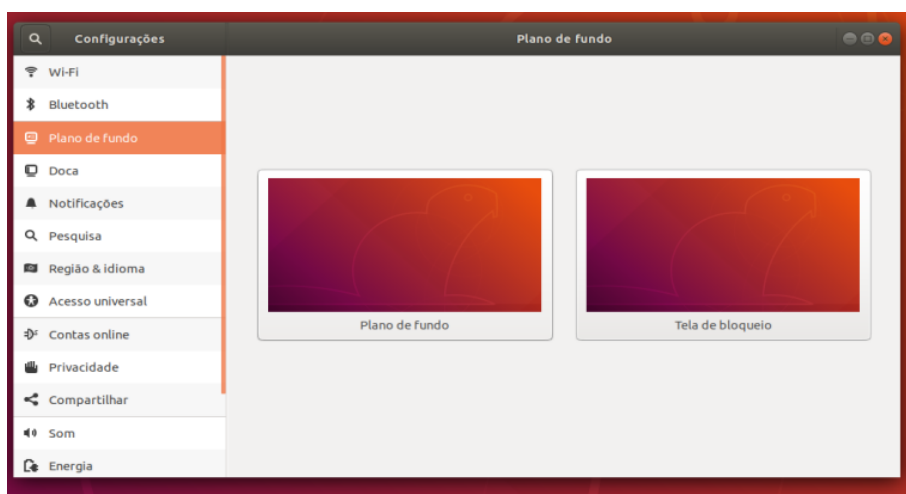 Configurações
Plano de fundo
Wi-Fi
Bluetooth
Plano de fundo
Doca
Notificações
Pesquisa
Região & idioma
Acesso universal
Contas online
Privacidade
Compartilhar
Som
Energia
Plano de fundo
Tela de bloqueio